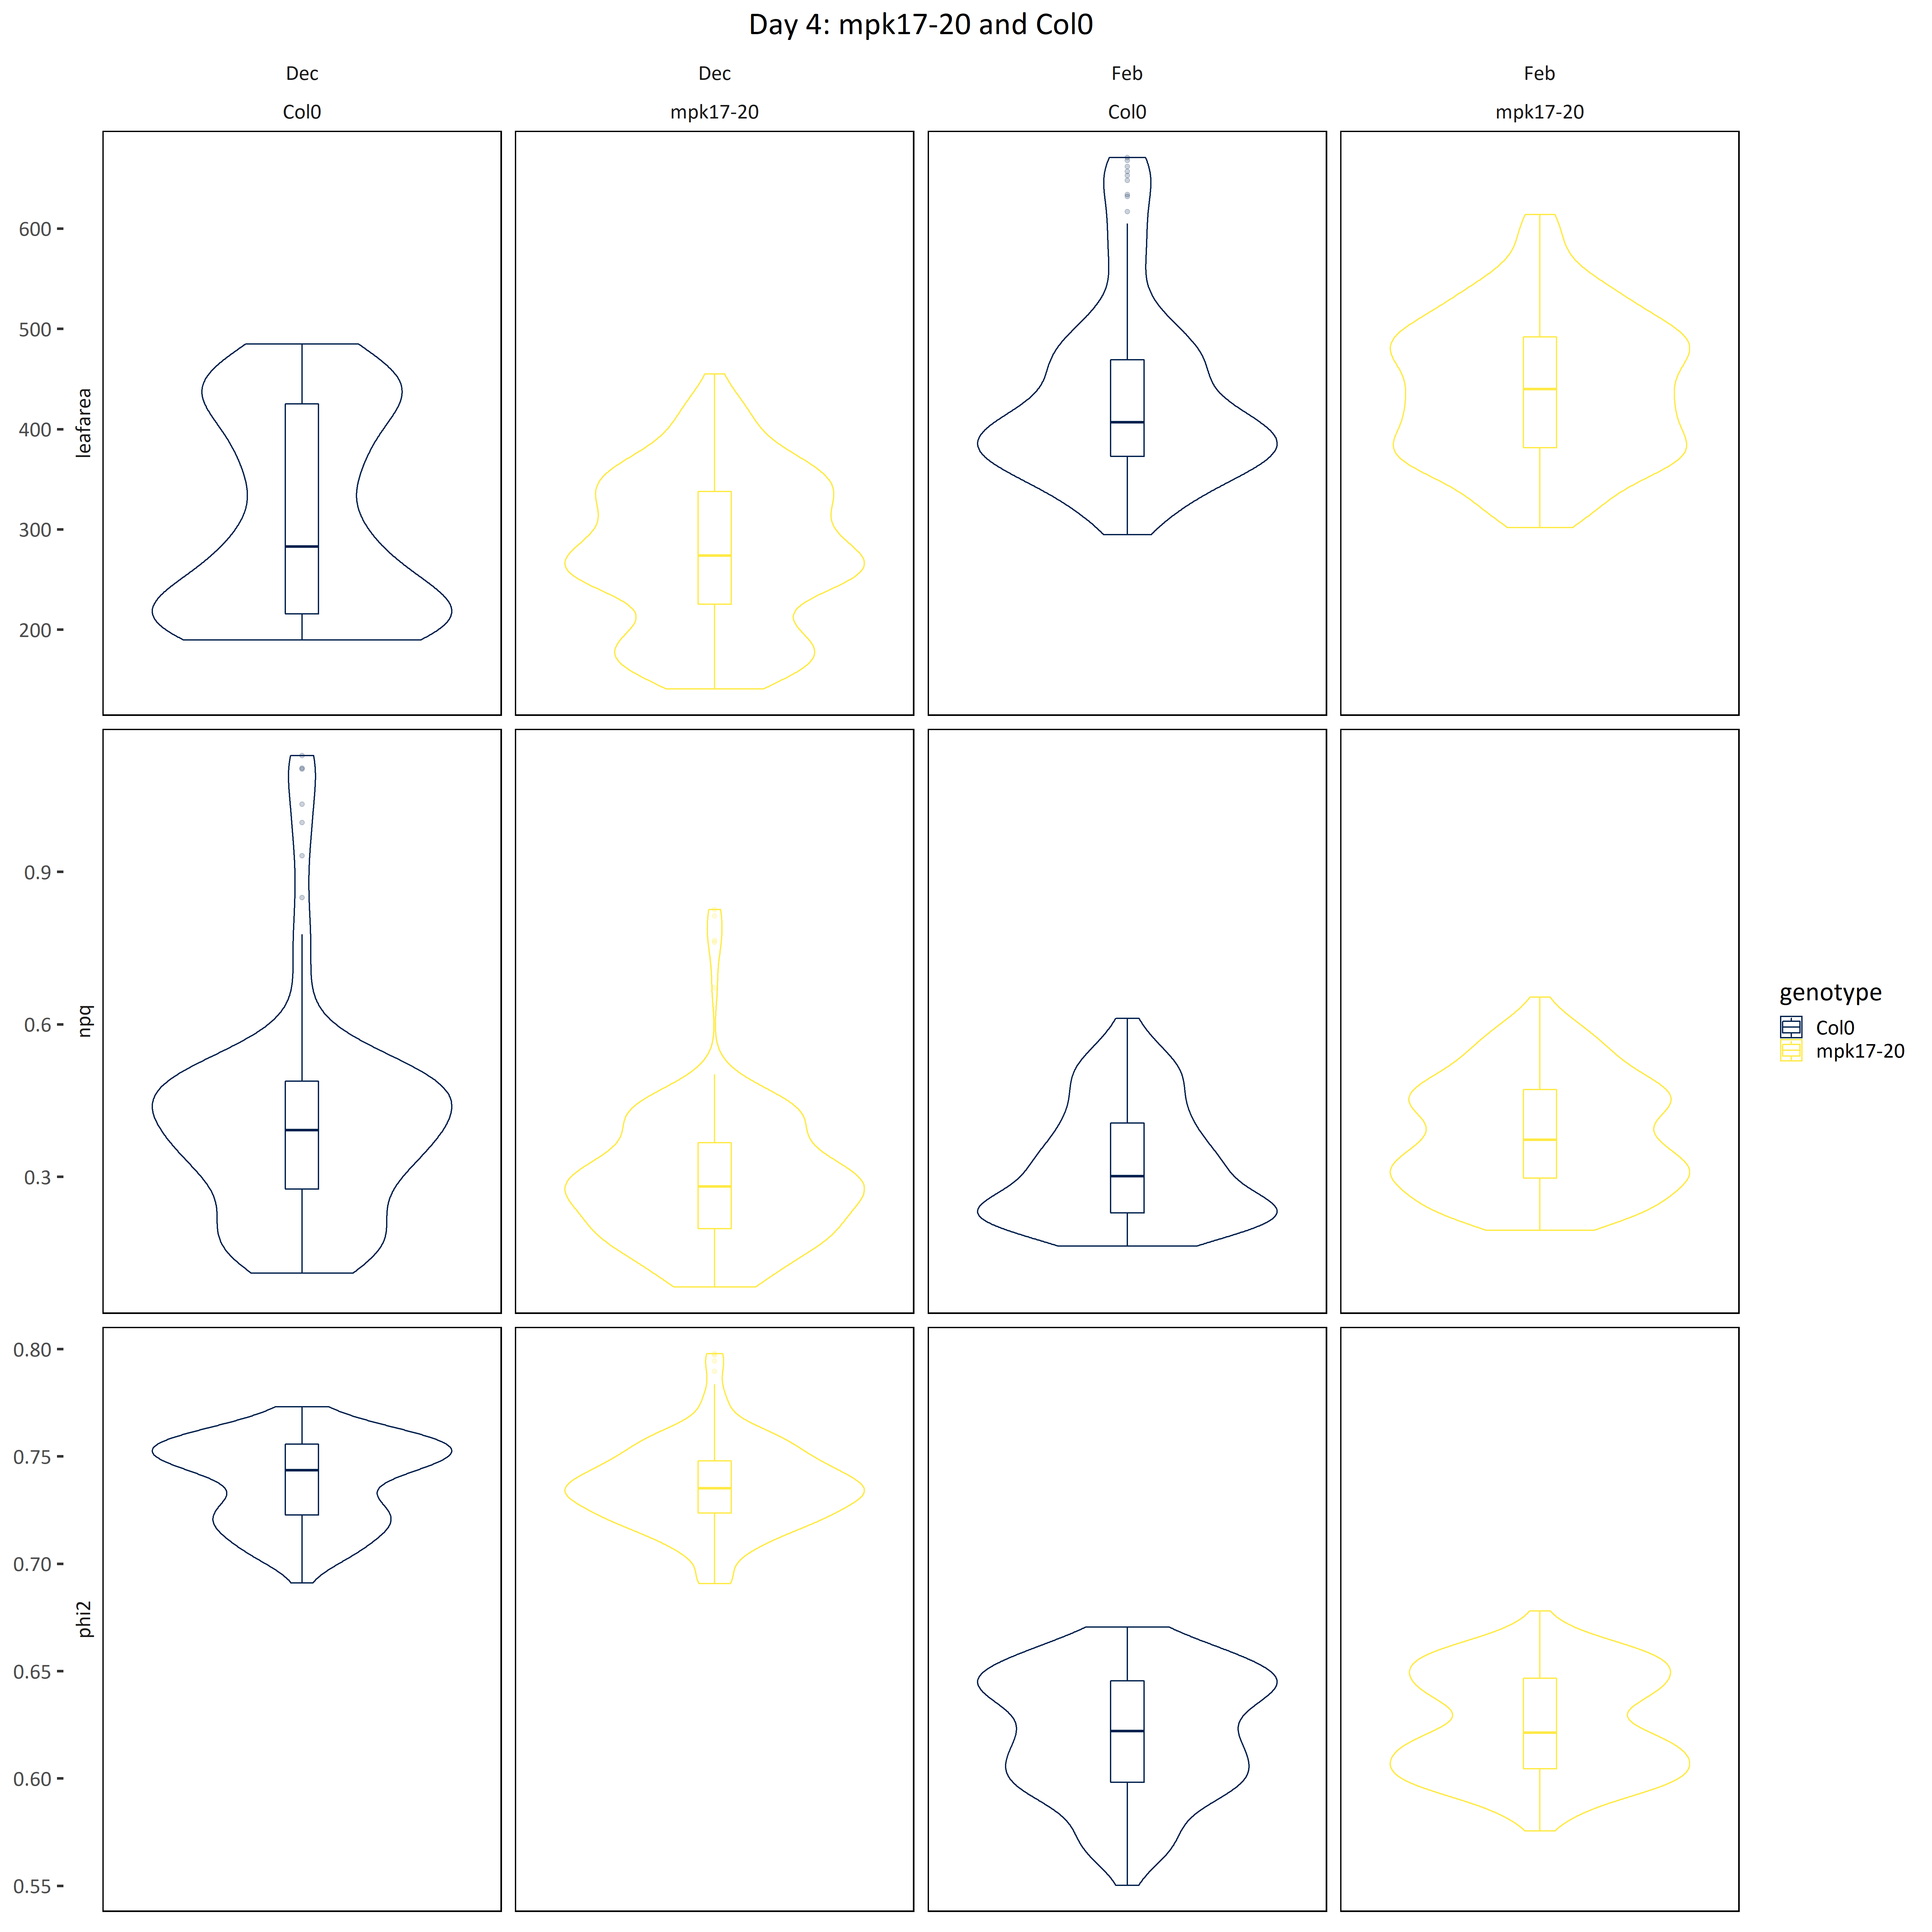 Day 4: mpk17-20 and Col0
Dec
Dec
Feb
Feb
Col0
mpk17-20
Col0
mpk17-20
600
500
400
300
200
leafarea
0.9
0.6
0.3
npq
0.80
0.75
0.70
0.65
0.60
0.55
phi2
genotype
Col0
mpk17-20